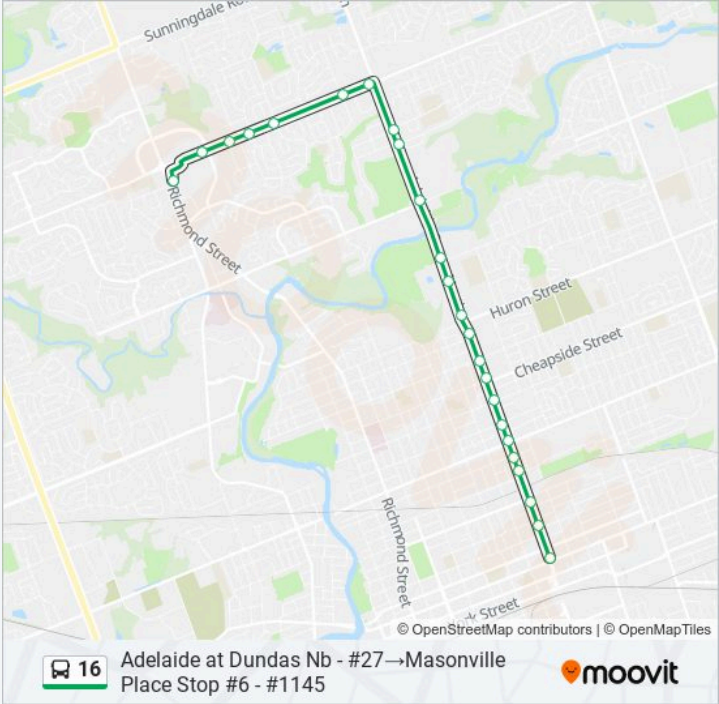 Sunningdale Ro
Richmond Street
Huron Street
Cheapside Street
Richmond Street
k Street
© OpenStreetMap contributors | © OpenMapTiles
16
Adelaide at Dundas Nb - #27→Masonville
Place Stop #6 - #1145
moovit